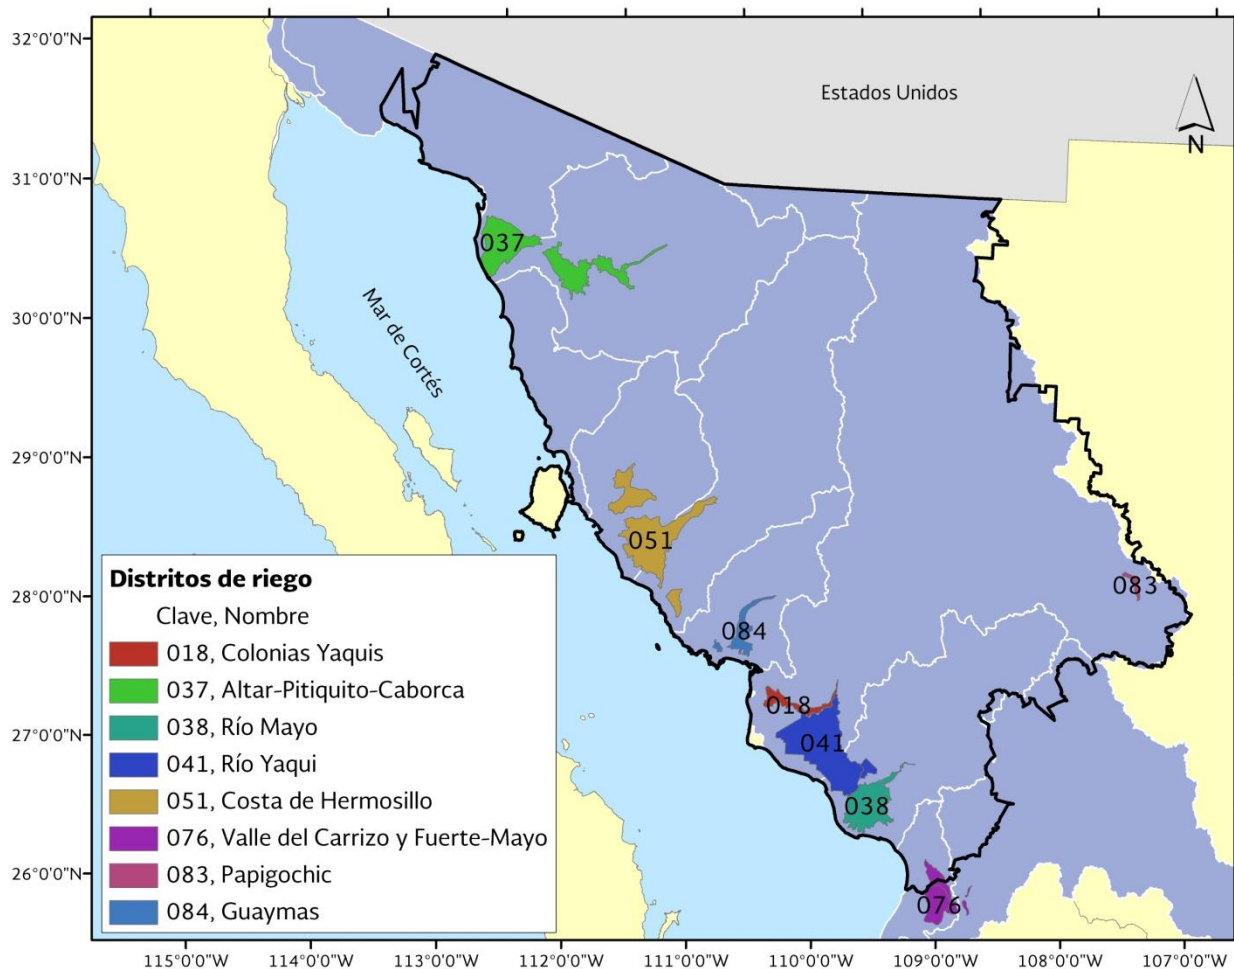 32°0'0"N
31°0'0"N
30°0'0"N
29°0'0"N
28°0'0"N
27°0'0"N
26°0'0"N
Estados Unidos
N
Mar de Cortés
037
051
083
084
018
041
038
076
Distritos de riego
Clave, Nombre
018, Colonias Yaquis
037, Altar-Pitiquito-Caborca
038, Río Mayo
041, Río Yaqui
051, Costa de Hermosillo
076, Valle del Carrizo y Fuerte-Mayo
083, Papigochic
084, Guaymas
115°0'0"W 114°0'0"W 113°0'0"W 112°0'0"W 111°0'0"W 110°0'0"W 109°0'0"W 108°0'0"W 107°0'0"W